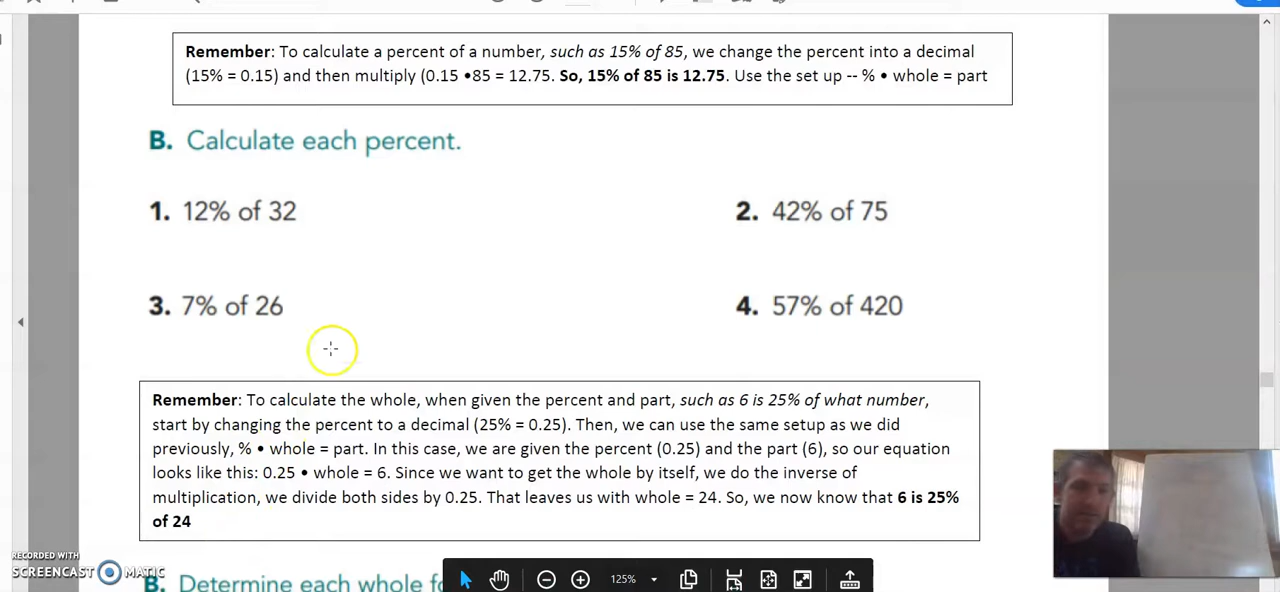 Remember: To calculate a percent of a number, such as 15% of 85, we change the percent into a decimal
(15% = 0.15) and then multiply (0.15 •85 = 12.75. So, 15% of 85 is 12.75. Use the set up -- % • whole = part
B. Calculate each percent.
1. 12% of 32
2. 42% of 75
3. 7% of 26
4. 57% of 420
Remember: To calculate the whole, when given the percent and part, such as 6 is 25% of what number,
start by changing the percent to a decimal (25% = 0.25). Then, we can use the same setup as we did
previously, % • whole = part. In this case, we are given the percent (0.25) and the part (6), so our equation
looks like this: 0.25 • whole = 6. Since we want to get the whole by itself, we do the inverse of
multiplication, we divide both sides by 0.25. That leaves us with whole = 24. So, we now know that 6 is 25%
of 24
RECORDED WITH
SCREENCAST MATIC
B. Determine each whole fo
125%